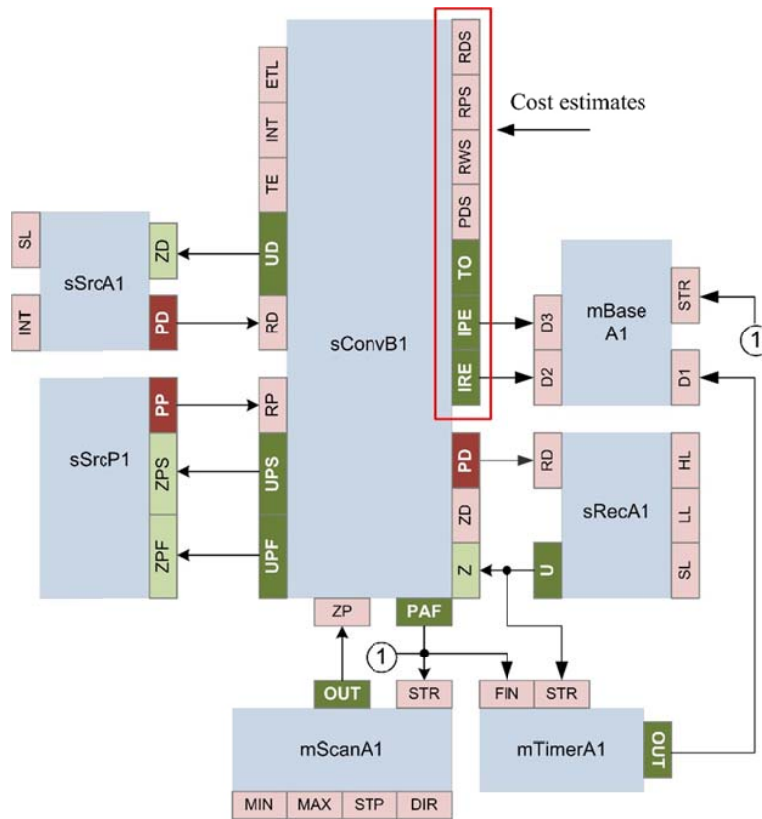 ETL
INT
TE
UD
RD
RP
UPS
UPF
sConvB1
RDS
RPS
RWS
PDS
TO
IPE
IRE
PD
ZD
Z
Cost estimates
SL
INT
sSrcA1
ZD
PD
sSrcP1
PP
ZPS
ZPF
D3
D2
mBase
A1
STR
D1
1
RD
U
sRecA1
HL
LL
SL
ZP
PAF
1
OUT
STR
mScanA1
MIN MAX STP DIR
FIN STR
mTimerA1
OUT